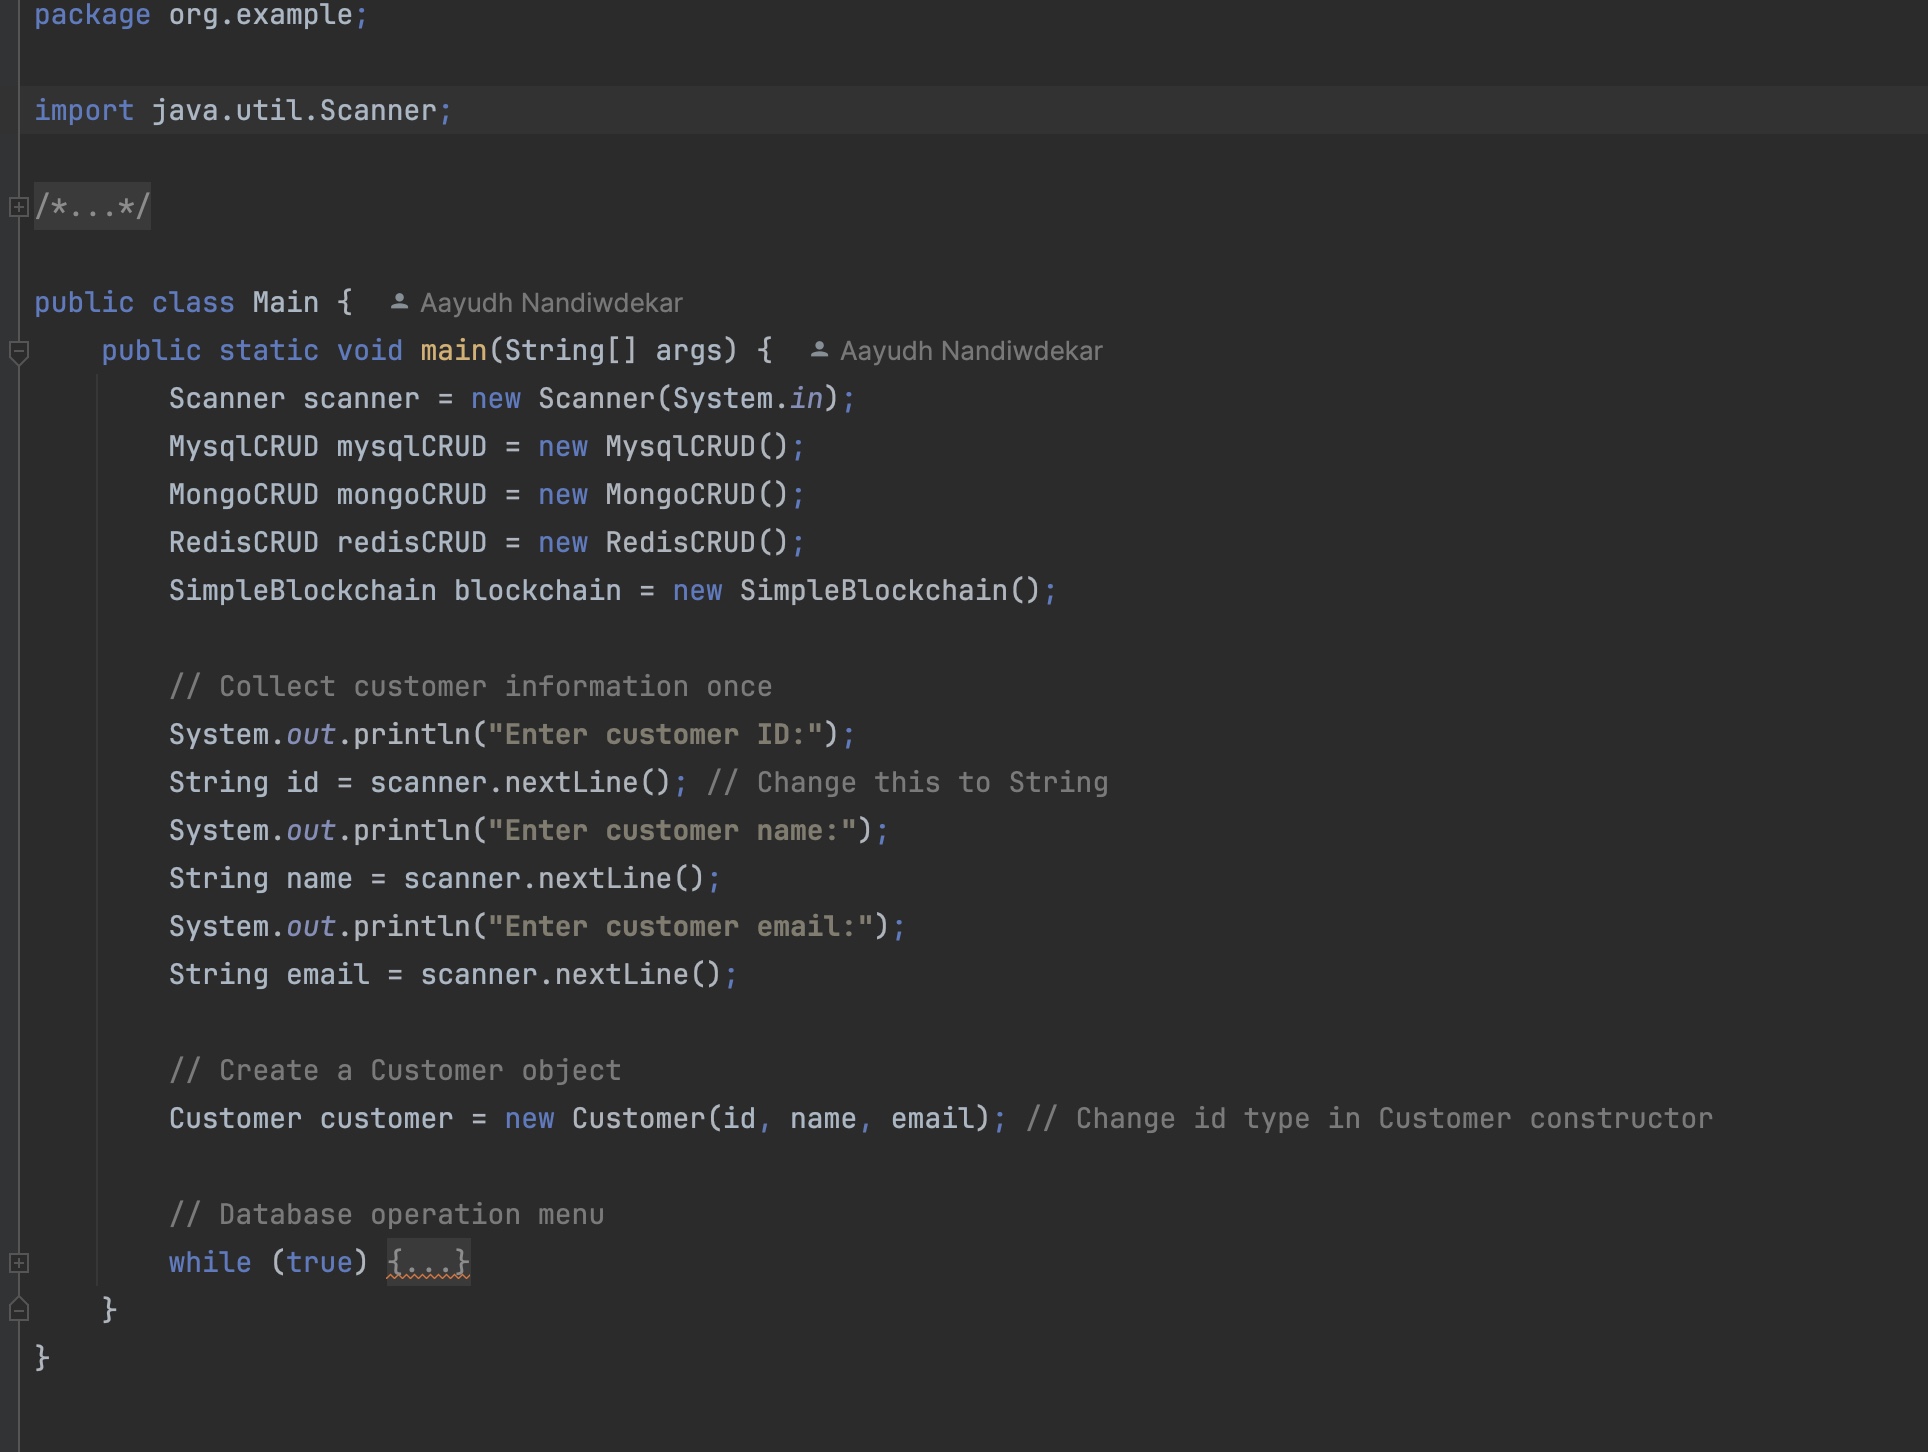 package org.example;
import java.util.Scanner;
/*...*/
public class Main { Aayudh Nandiwdekar
public static void main(String[] args) { Aayudh Nandiwdekar
Scanner scanner = new Scanner(System.in);
MysqlCRUD mysqlCRUD = new MysqlCRUD();
MongoCRUD mongoCRUD = new MongoCRUD();
RedisCRUD redisCRUD = new RedisCRUD();
SimpleBlockchain blockchain = new SimpleBlockchain();
// Collect customer information once
System.out.println("Enter customer ID:");
String id = scanner.nextLine(); // Change this to String
System.out.println("Enter customer name:");
String name = scanner.nextLine();
System.out.println("Enter customer email:");
String email = scanner.nextLine();
// Create a Customer object
Customer customer = new Customer(id, name, email); // Change id type in Customer constructor
// Database operation menu
while (true) {...}
}
}